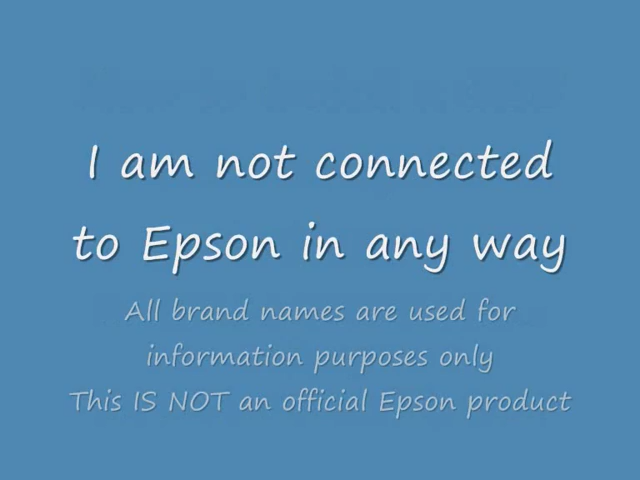 I am not connected
to Epson in any way
All brand names are used for
information purposes only
This IS NOT an official Epson product